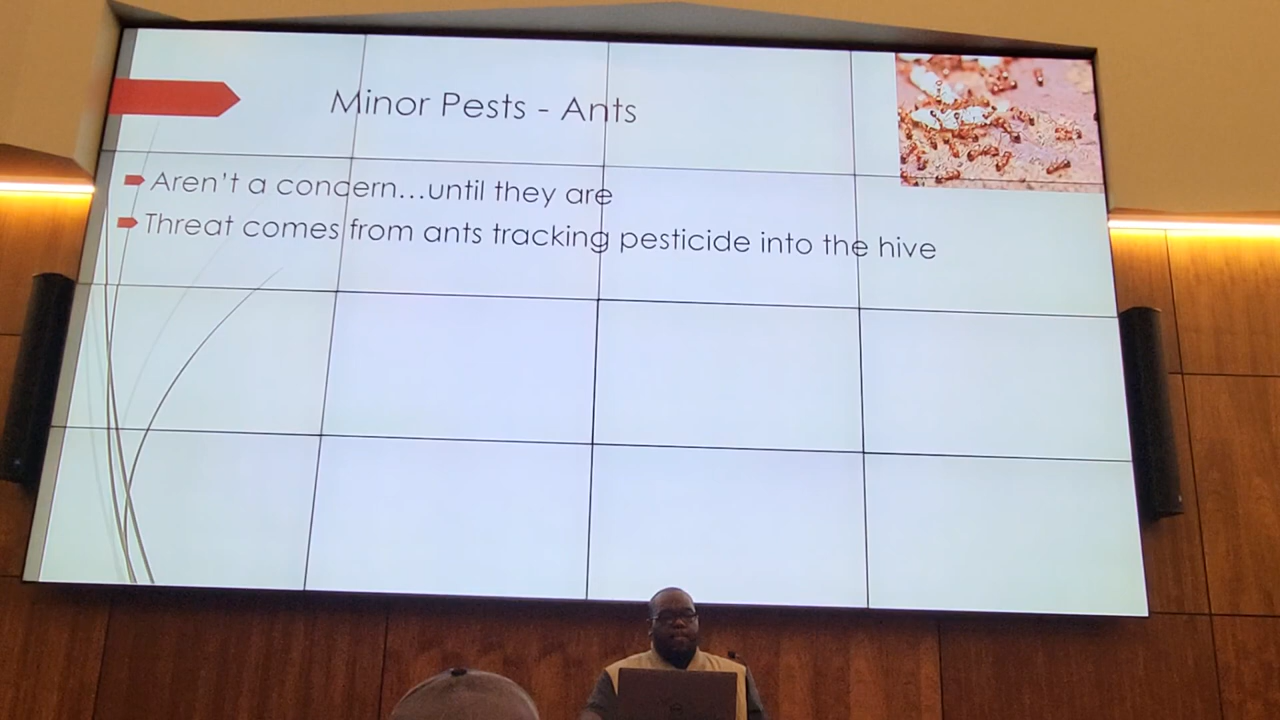 Minor Pests - Ants
Aren't a concern...until they are
Threat comes from ants tracking pesticide into the hive